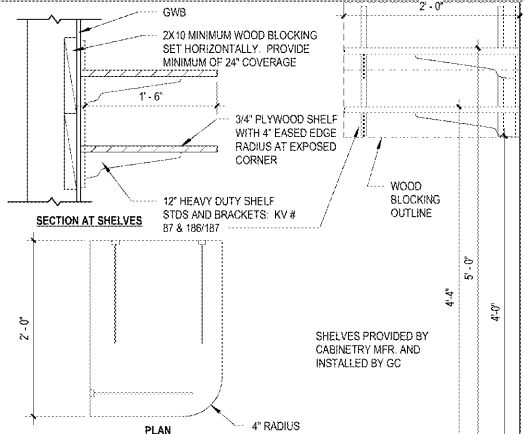 GWB
2X10 MINIMUM WOOD BLOCKING
SET HORIZONTALLY. PROVIDE
MINIMUM OF 24" COVERAGE
1' - 6"
3/4" PLYWOOD SHELF
WITH 4" EASED EDGE
RADIUS AT EXPOSED
CORNER
12" HEAVY DUTY SHELF
STDS AND BRACKETS: KV #
87 & 186/187
SECTION AT SHELVES
2' - 0"
WOOD
BLOCKING
OUTLINE
4'-4"
5' - 0"
4'-0"
SHELVES PROVIDED BY
CABINETRY MFR. AND
INSTALLED BY GC
2' - 0"
4" RADIUS
PLAN